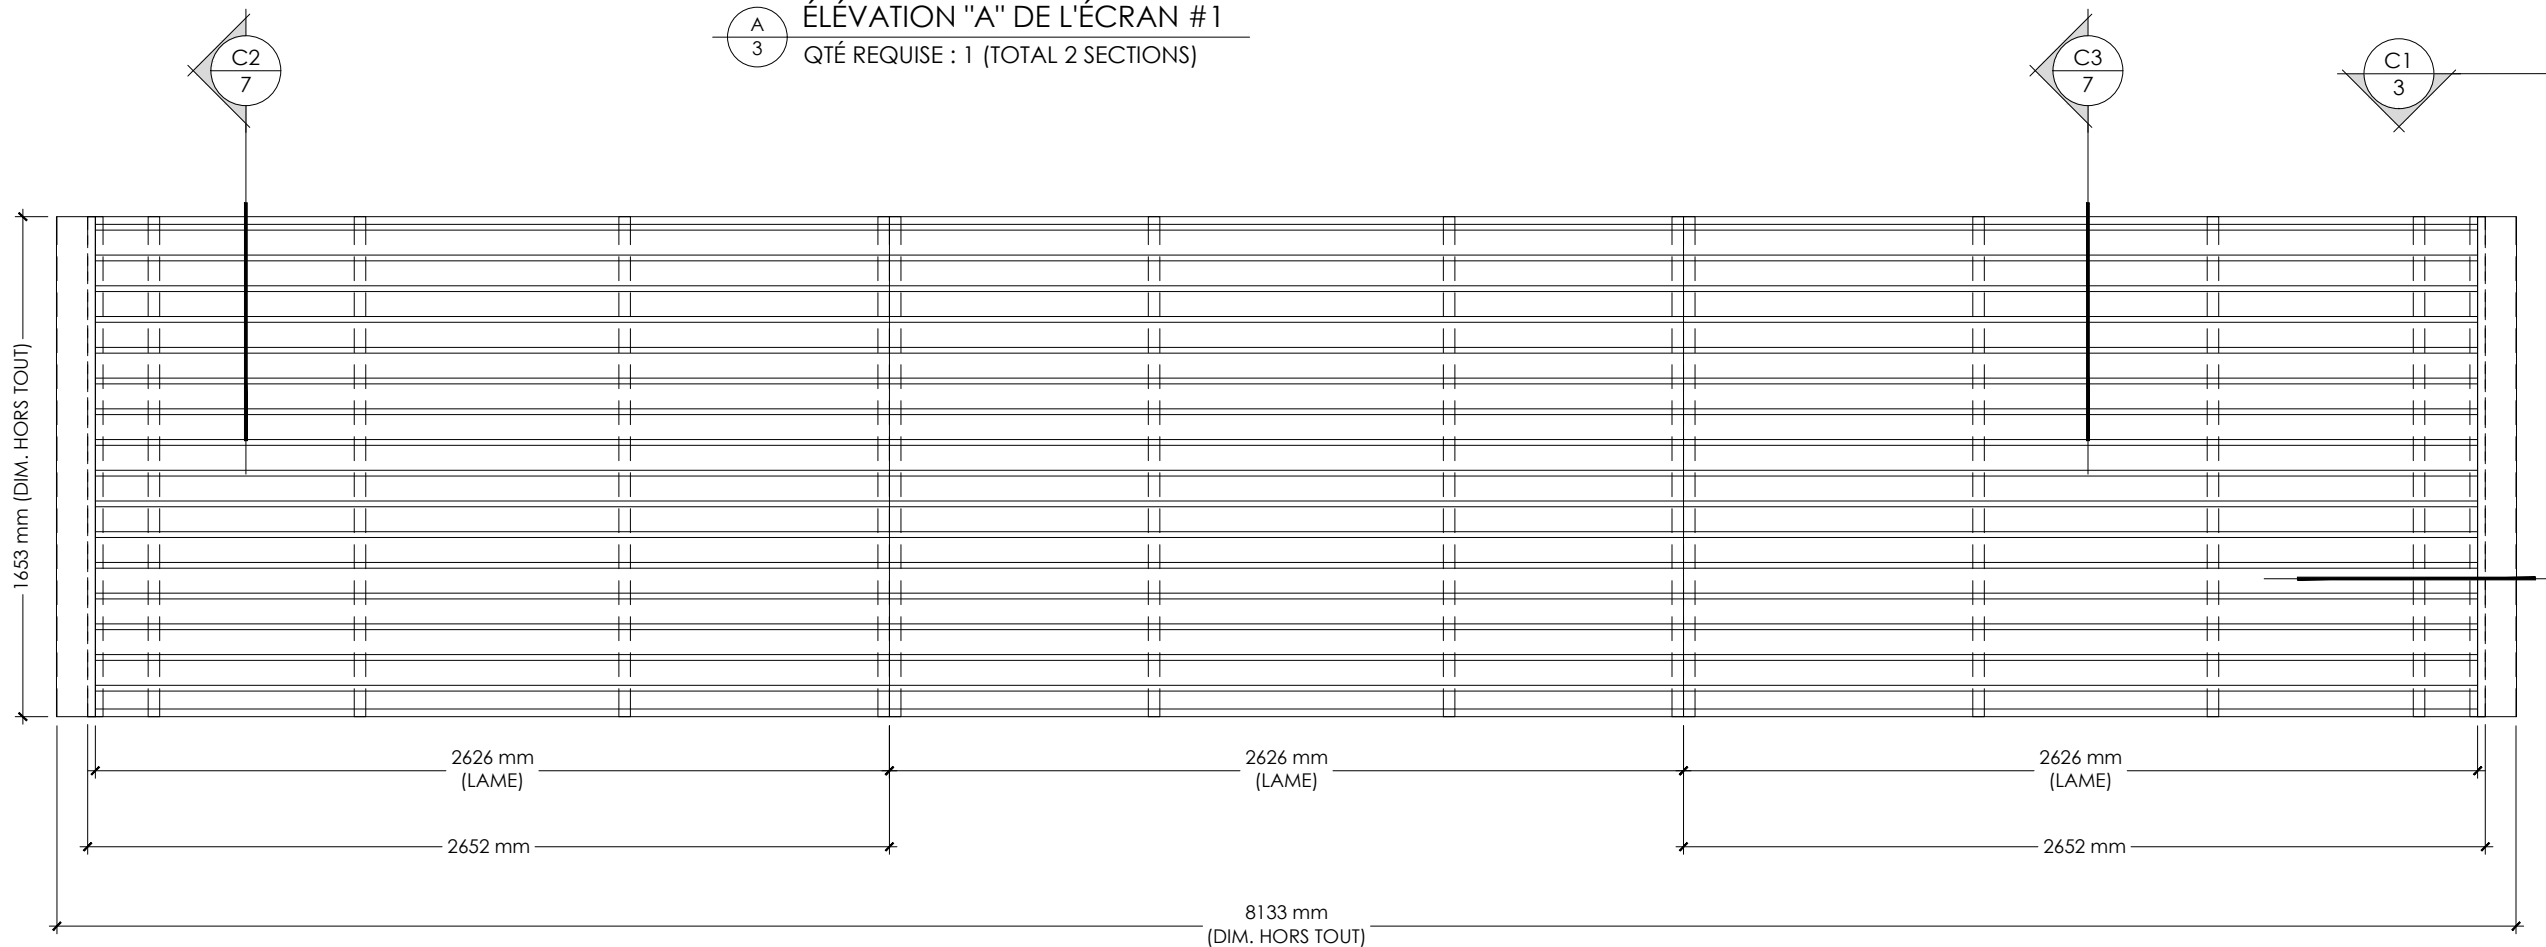 A
3
ÉLÉVATION "A" DE L'ÉCRAN #1
QTÉ REQUISE : 1 (TOTAL 2 SECTIONS)
C2
7
C3
7
C1
3
1653 mm (DIM. HORS TOUT)
2626 mm
(LAME)
2626 mm
(LAME)
2626 mm
(LAME)
2652 mm
2652 mm
8133 mm
(DIM. HORS TOUT)